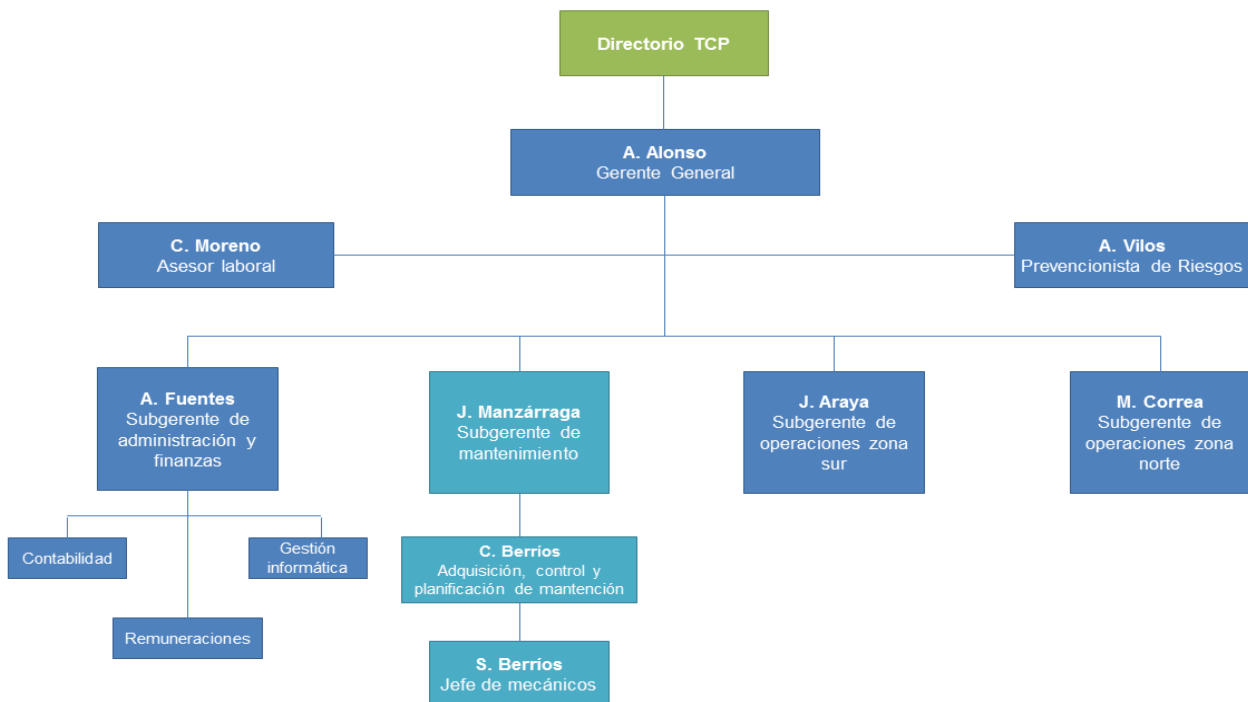 Directorio TCP
A. Alonso
Gerente General
C. Moreno
Asesor laboral
A. Vilos
Prevencionista de Riesgos
A. Fuentes
Subgerente de
administración y
finanzas
J. Manzárraga
Subgerente de
mantenimiento
J. Araya
Subgerente de
operaciones zona
sur
M. Correa
Subgerente de
operaciones zona
norte
Contabilidad
Gestión
informática
Remuneraciones
C. Berríos
Adquisición, control y
planificación de mantención
S. Berríos
Jefe de mecánicos